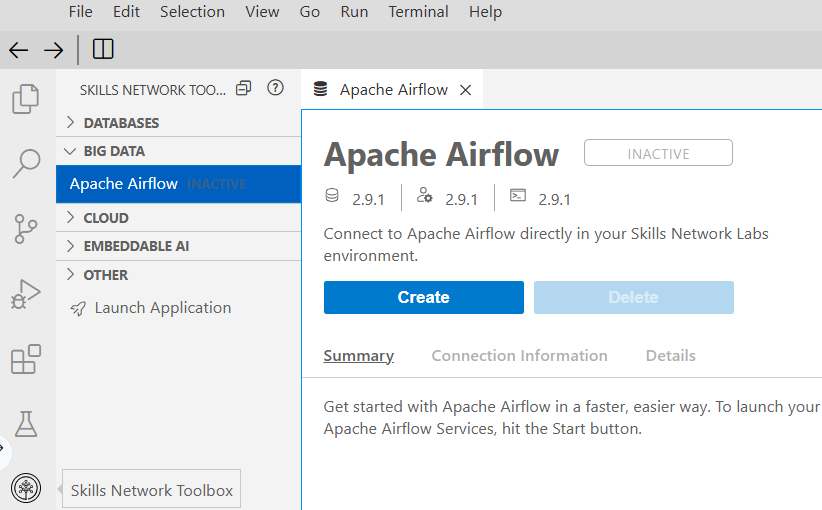 File Edit Selection View Go Run Terminal Help
SKILLS NETWORK TOO...
Apache Airflow
DATABASES
BIG DATA
Apache Airflow INACTIVE
CLOUD
EMBEDDABLE AI
OTHER
Launch Application
Skills Network Toolbox
Apache Airflow INACTIVE
2.9.1 2.9.1 2.9.1
Connect to Apache Airflow directly in your Skills Network Labs
environment.
Create Delete
Summary Connection Information Details
Get started with Apache Airflow in a faster, easier way. To launch your
Apache Airflow Services, hit the Start button.